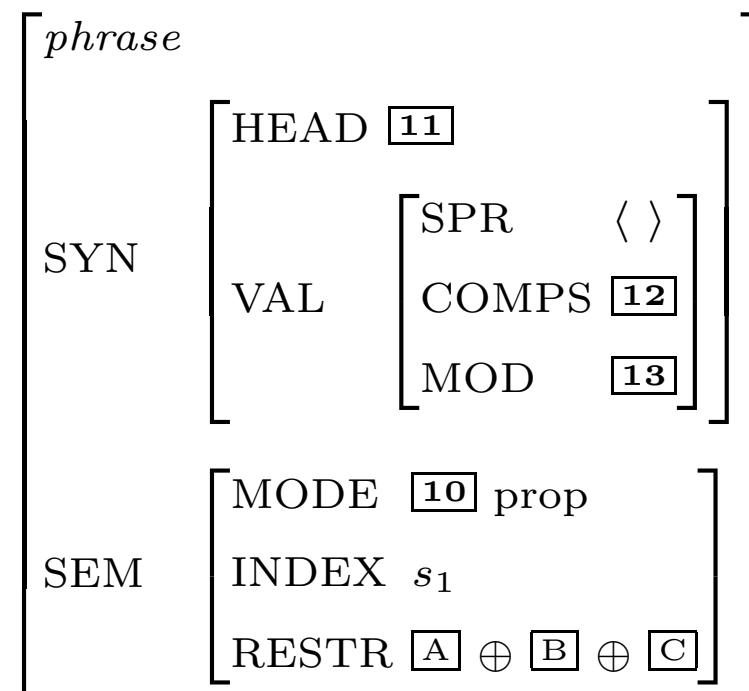 phrase
HEAD 11
SPR ⟨ ⟩
SYN
VAL COMPS 12
MOD 13
MODE 10 prop
SEM INDEX s₁
RESTR A ⊕ B ⊕ C